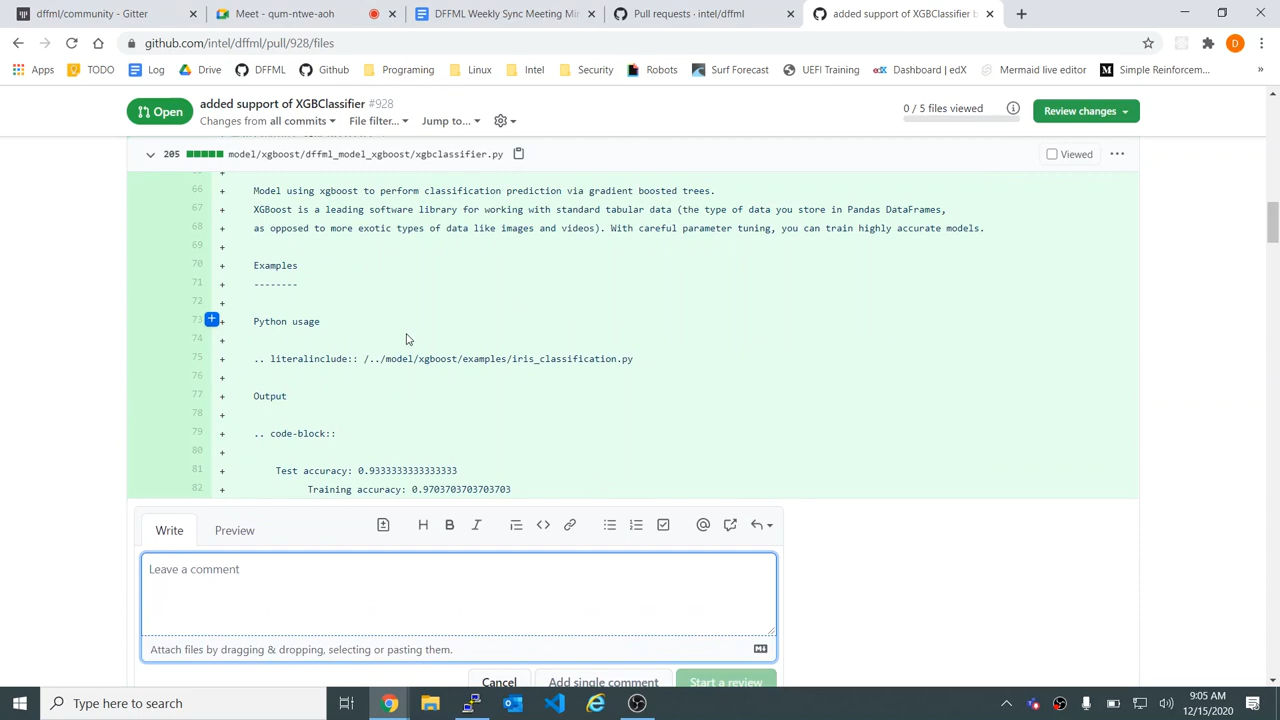 dffml/community - Gitter
Meet - qum-ntwe-aoh
DFFML Weekly Sync Meeting Min
Pull requests · intel/dffml
added support of XGBClassifier b
github.com/intel/dffml/pull/928/files
D
Apps
TODO
Log
Drive
DFFML
Github
Programing
Linux
Intel
Security
Robots
Surf Forecast
UEFI Training
Dashboard | edX
Mermaid live editor
Simple Reinforcem...
Open
added support of XGBClassifier #928
Changes from all commits
File filter...
Jump to...
0 / 5 files viewed
Review changes
205 model/xgboost/dffml_model_xgboost/xgbclassifier.py
Viewed
+
66 + Model using xgboost to perform classification prediction via gradient boosted trees.
67 + XGBoost is a leading software library for working with standard tabular data (the type of data you store in Pandas DataFrames,
68 + as opposed to more exotic types of data like images and videos). With careful parameter tuning, you can train highly accurate models.
69 +
70 + Examples
71 + --------
72 +
73 + Python usage
74 +
75 + .. literalinclude:: /../model/xgboost/examples/iris_classification.py
76 +
77 + Output
78 +
79 + .. code-block::
80 +
81 + Test accuracy: 0.9333333333333333
82 + Training accuracy: 0.9703703703703703
Write
Preview
Leave a comment
Attach files by dragging & dropping, selecting or pasting them.
Cancel
Add single comment
Start a review
Type here to search
9:05 AM
12/15/2020